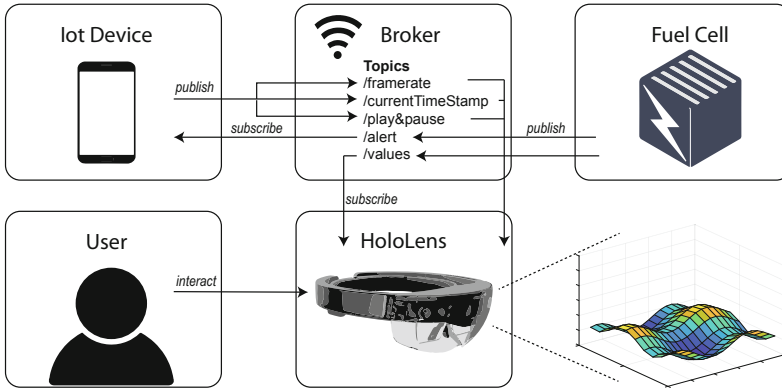 Iot Device
Broker
Fuel Cell
Topics
/framerate
publish
/currentTimeStamp
/play&pause
subscribe
/alert
publish
/values
subscribe
User
HoloLens
interact